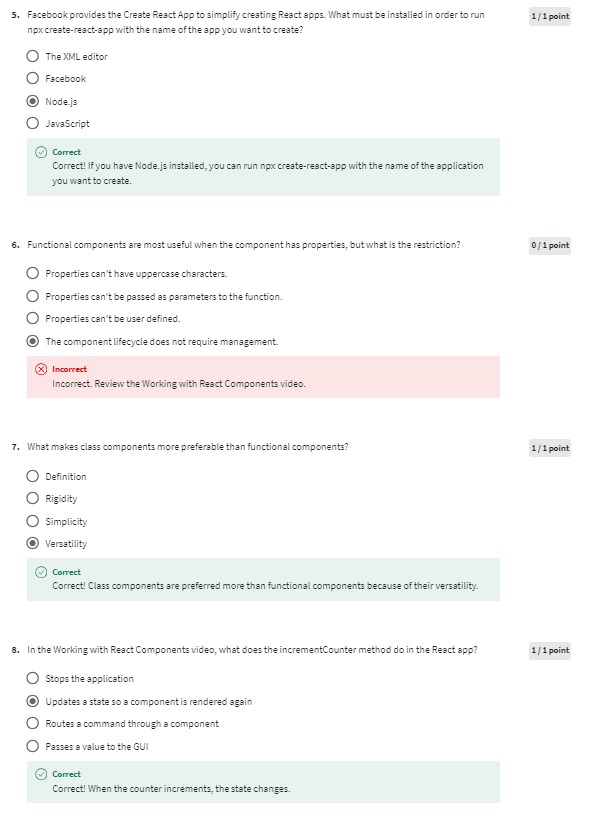 5. Facebook provides the Create React App to simplify creating React apps. What must be installed in order to run
npx create-react-app with the name of the app you want to create?
1 / 1 point
The XML editor
Facebook
Node.js
JavaScript
Correct
Correct! If you have Node.js installed, you can run npx create-react-app with the name of the application
you want to create.
6. Functional components are most useful when the component has properties, but what is the restriction?
0 / 1 point
Properties can't have uppercase characters.
Properties can't be passed as parameters to the function.
Properties can't be user defined.
The component lifecycle does not require management.
Incorrect
Incorrect. Review the Working with React Components video.
7. What makes class components more preferable than functional components?
1 / 1 point
Definition
Rigidity
Simplicity
Versatility
Correct
Correct! Class components are preferred more than functional components because of their versatility.
8. In the Working with React Components video, what does the incrementCounter method do in the React app?
1 / 1 point
Stops the application
Updates a state so a component is rendered again
Routes a command through a component
Passes a value to the GUI
Correct
Correct! When the counter increments, the state changes.